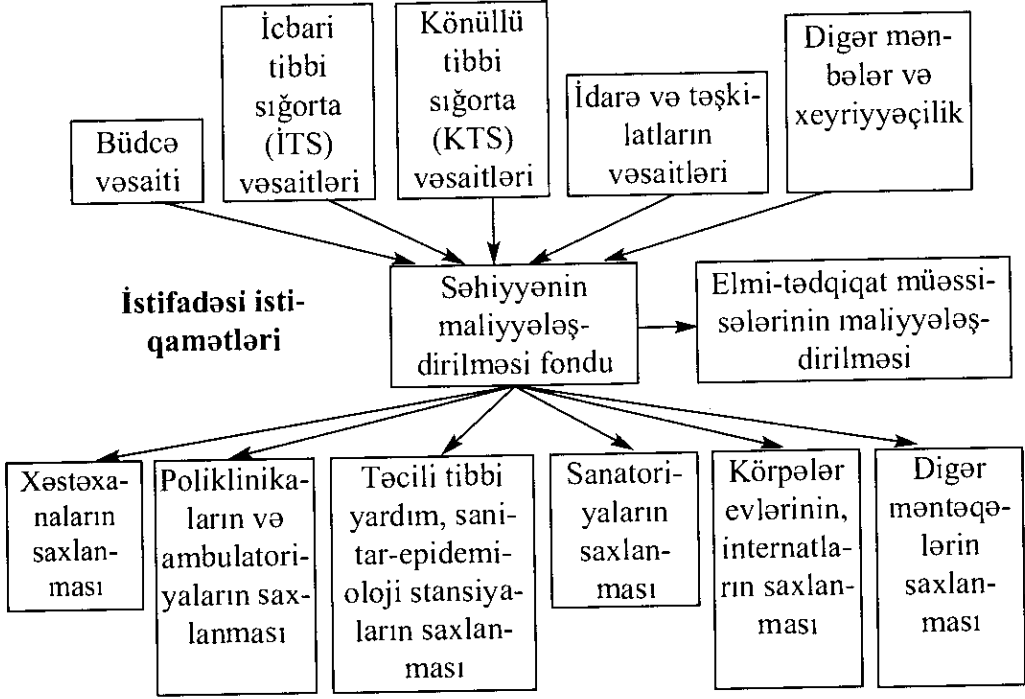 Büdcə
vəsaiti
İcbari
tibbi
sığorta
(İTS)
vəsaitləri
Könüllü
tibbi
sığorta
(KTS)
vəsaitləri
İdarə və təşki-
latların
vəsaitləri
Digər mən-
bələr və
xeyriyyəçilik
İstifadəsi isti-
qamətləri
Səhiyyənin
maliyyələş-
dirilməsi fondu
Elmi-tədqiqat müəssi-
sələrinin maliyyələş-
dirilməsi
Xəstəxa-
naların
saxlan-
ması
Poliklinika-
ların və
ambulatori-
yaların sax-
lanması
Təcili tibbi
yardım, sani-
tar-epidemi-
oloji stansiya-
ların saxlan-
ması
Sanatori-
yaların
saxlan-
ması
Körpələr
evlərinin,
internatla-
rın saxlan-
ması
Digər
məntəqə-
lərin
saxlan-
ması